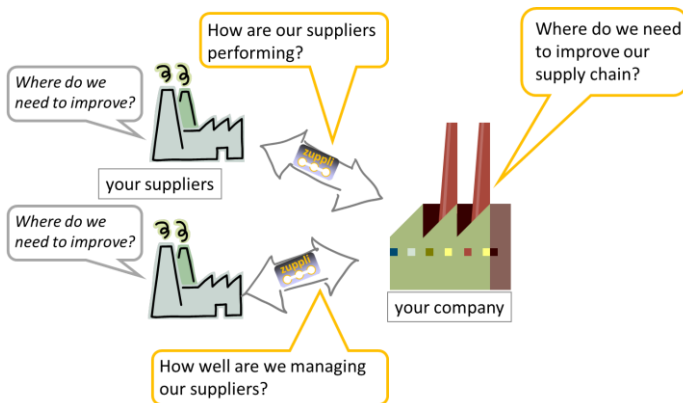 How are our suppliers
performing?
Where do we need
to improve our
supply chain?
Where do we
need to improve?
zuppli
your suppliers
Where do we
need to improve?
zuppli
your company
How well are we managing
our suppliers?